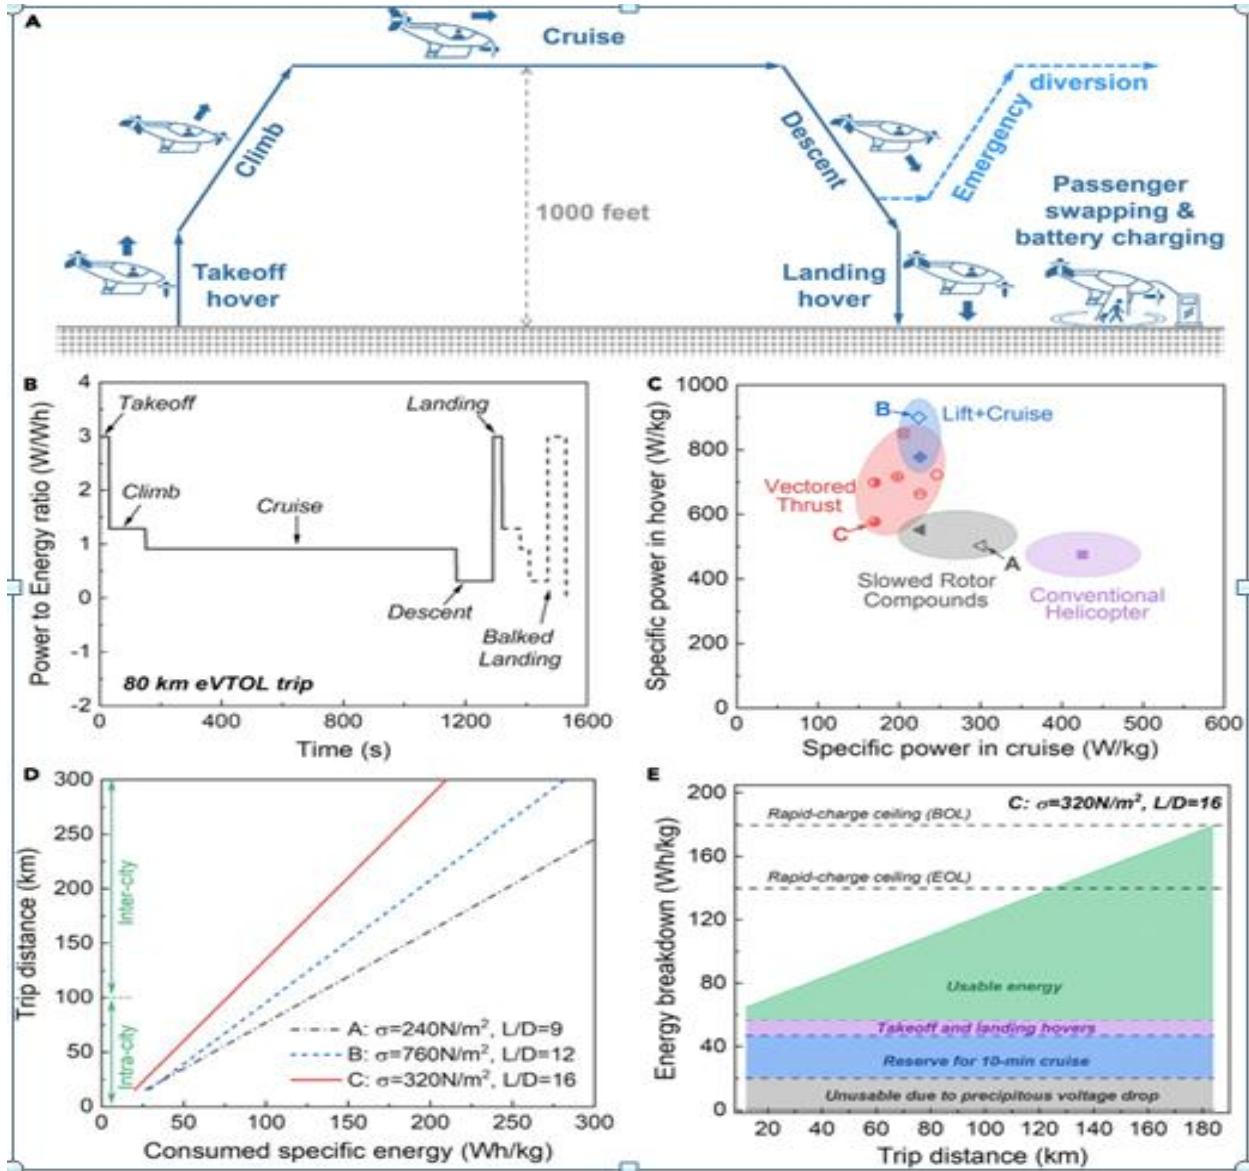 A
Cruise
diversion
Climb
Descent
Emergency
1000 feet
Passenger
swapping &
battery charging
Takeoff
hover
Landing
hover
B
Power to Energy ratio (W/Wh)
4
3
2
1
0
-1
-2
Takeoff
Landing
Climb
Cruise
Descent
Balked
Landing
80 km eVTOL trip
0 400 800 1200 1600
Time (s)
C
Specific power in hover (W/kg)
1000
800
600
400
200
0
B
Lift+Cruise
Vectored
Thrust
C
A
Slowed Rotor
Compounds
Conventional
Helicopter
0 100 200 300 400 500 600
Specific power in cruise (W/kg)
D
Trip distance (km)
300
250
200
150
100
50
0
Inter-city
Intra-city
A: σ=240N/m², L/D=9
B: σ=760N/m², L/D=12
C: σ=320N/m², L/D=16
0 50 100 150 200 250 300
Consumed specific energy (Wh/kg)
E
Energy breakdown (Wh/kg)
200
160
120
80
40
0
C: σ=320N/m², L/D=16
Rapid-charge ceiling (BOL)
Rapid-charge ceiling (EOL)
Usable energy
Takeoff and landing hovers
Reserve for 10-min cruise
Unusable due to precipitous voltage drop
20 40 60 80 100 120 140 160 180
Trip distance (km)